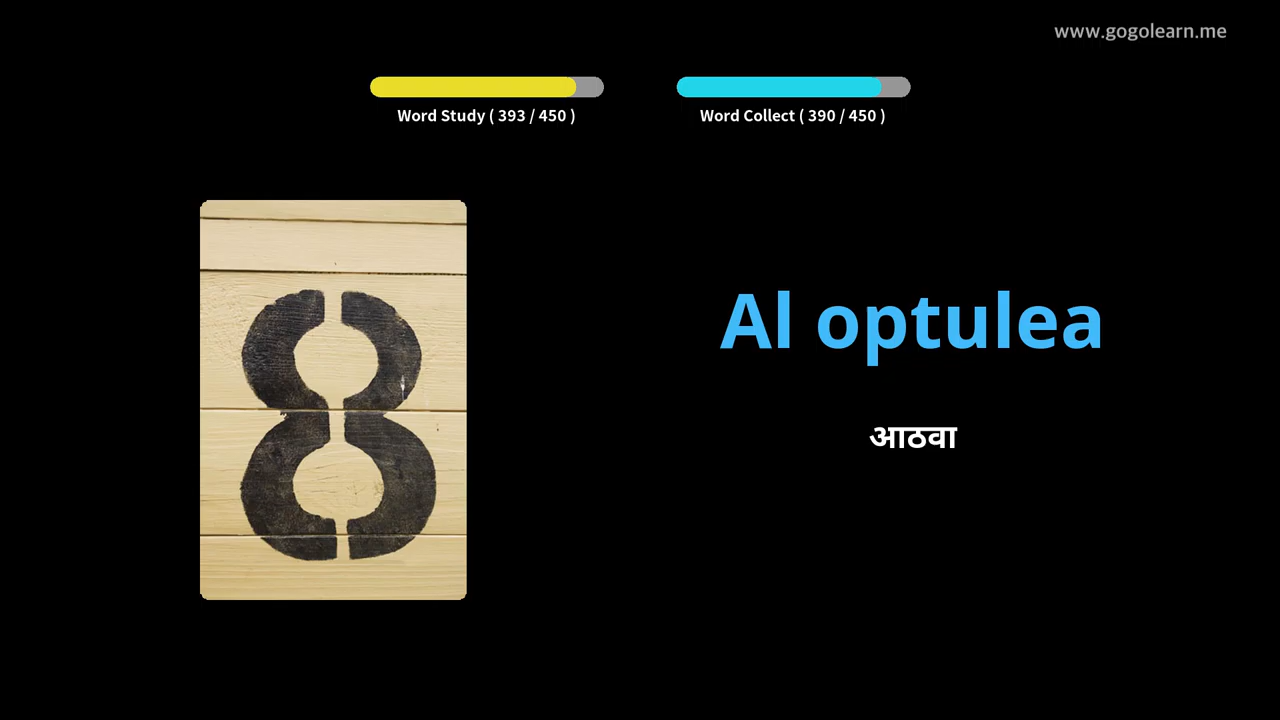 www.gogolearn.me
Word Study ( 393 / 450 )
Word Collect ( 390 / 450 )
8
Al optulea
आठवा